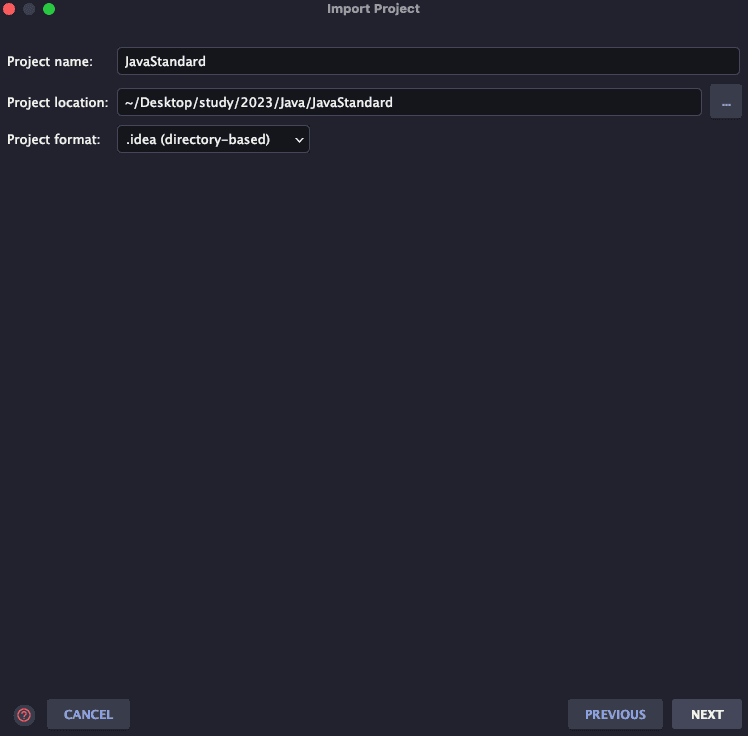 Import Project
Project name: JavaStandard
Project location: ~/Desktop/study/2023/Java/JavaStandard ...
Project format: .idea (directory-based)
? CANCEL PREVIOUS NEXT